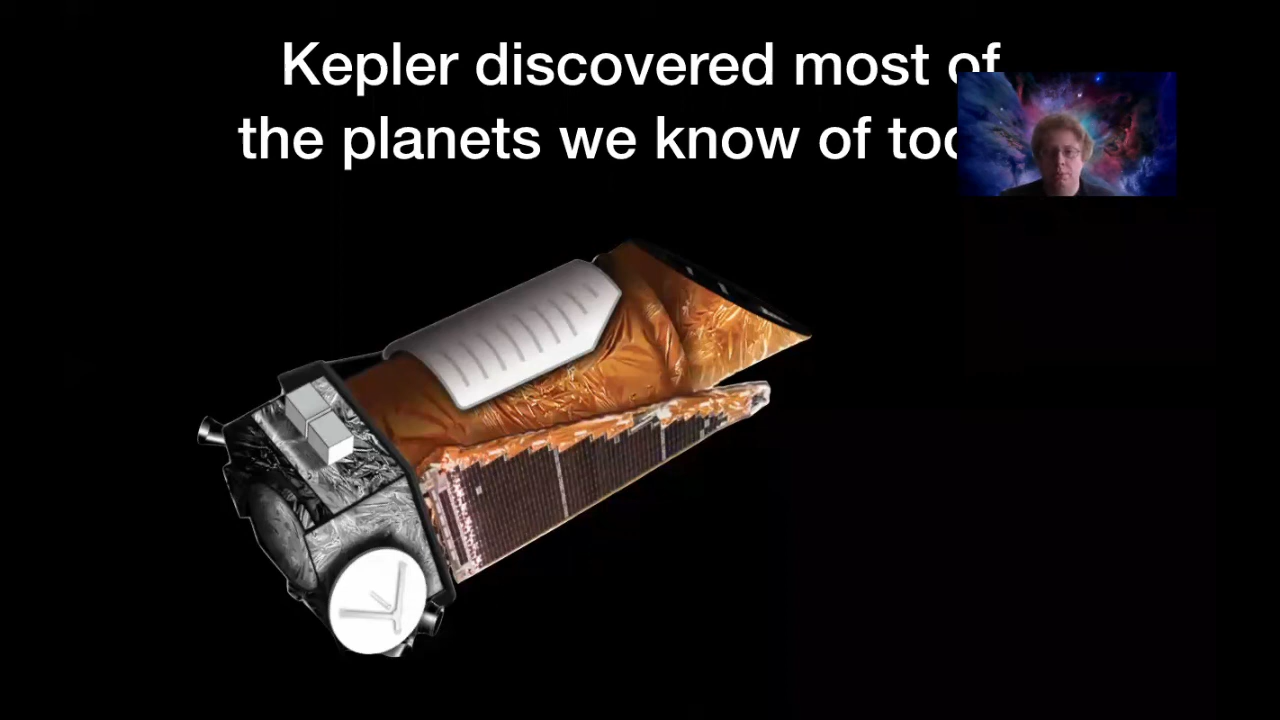 Kepler discovered most of
the planets we know of